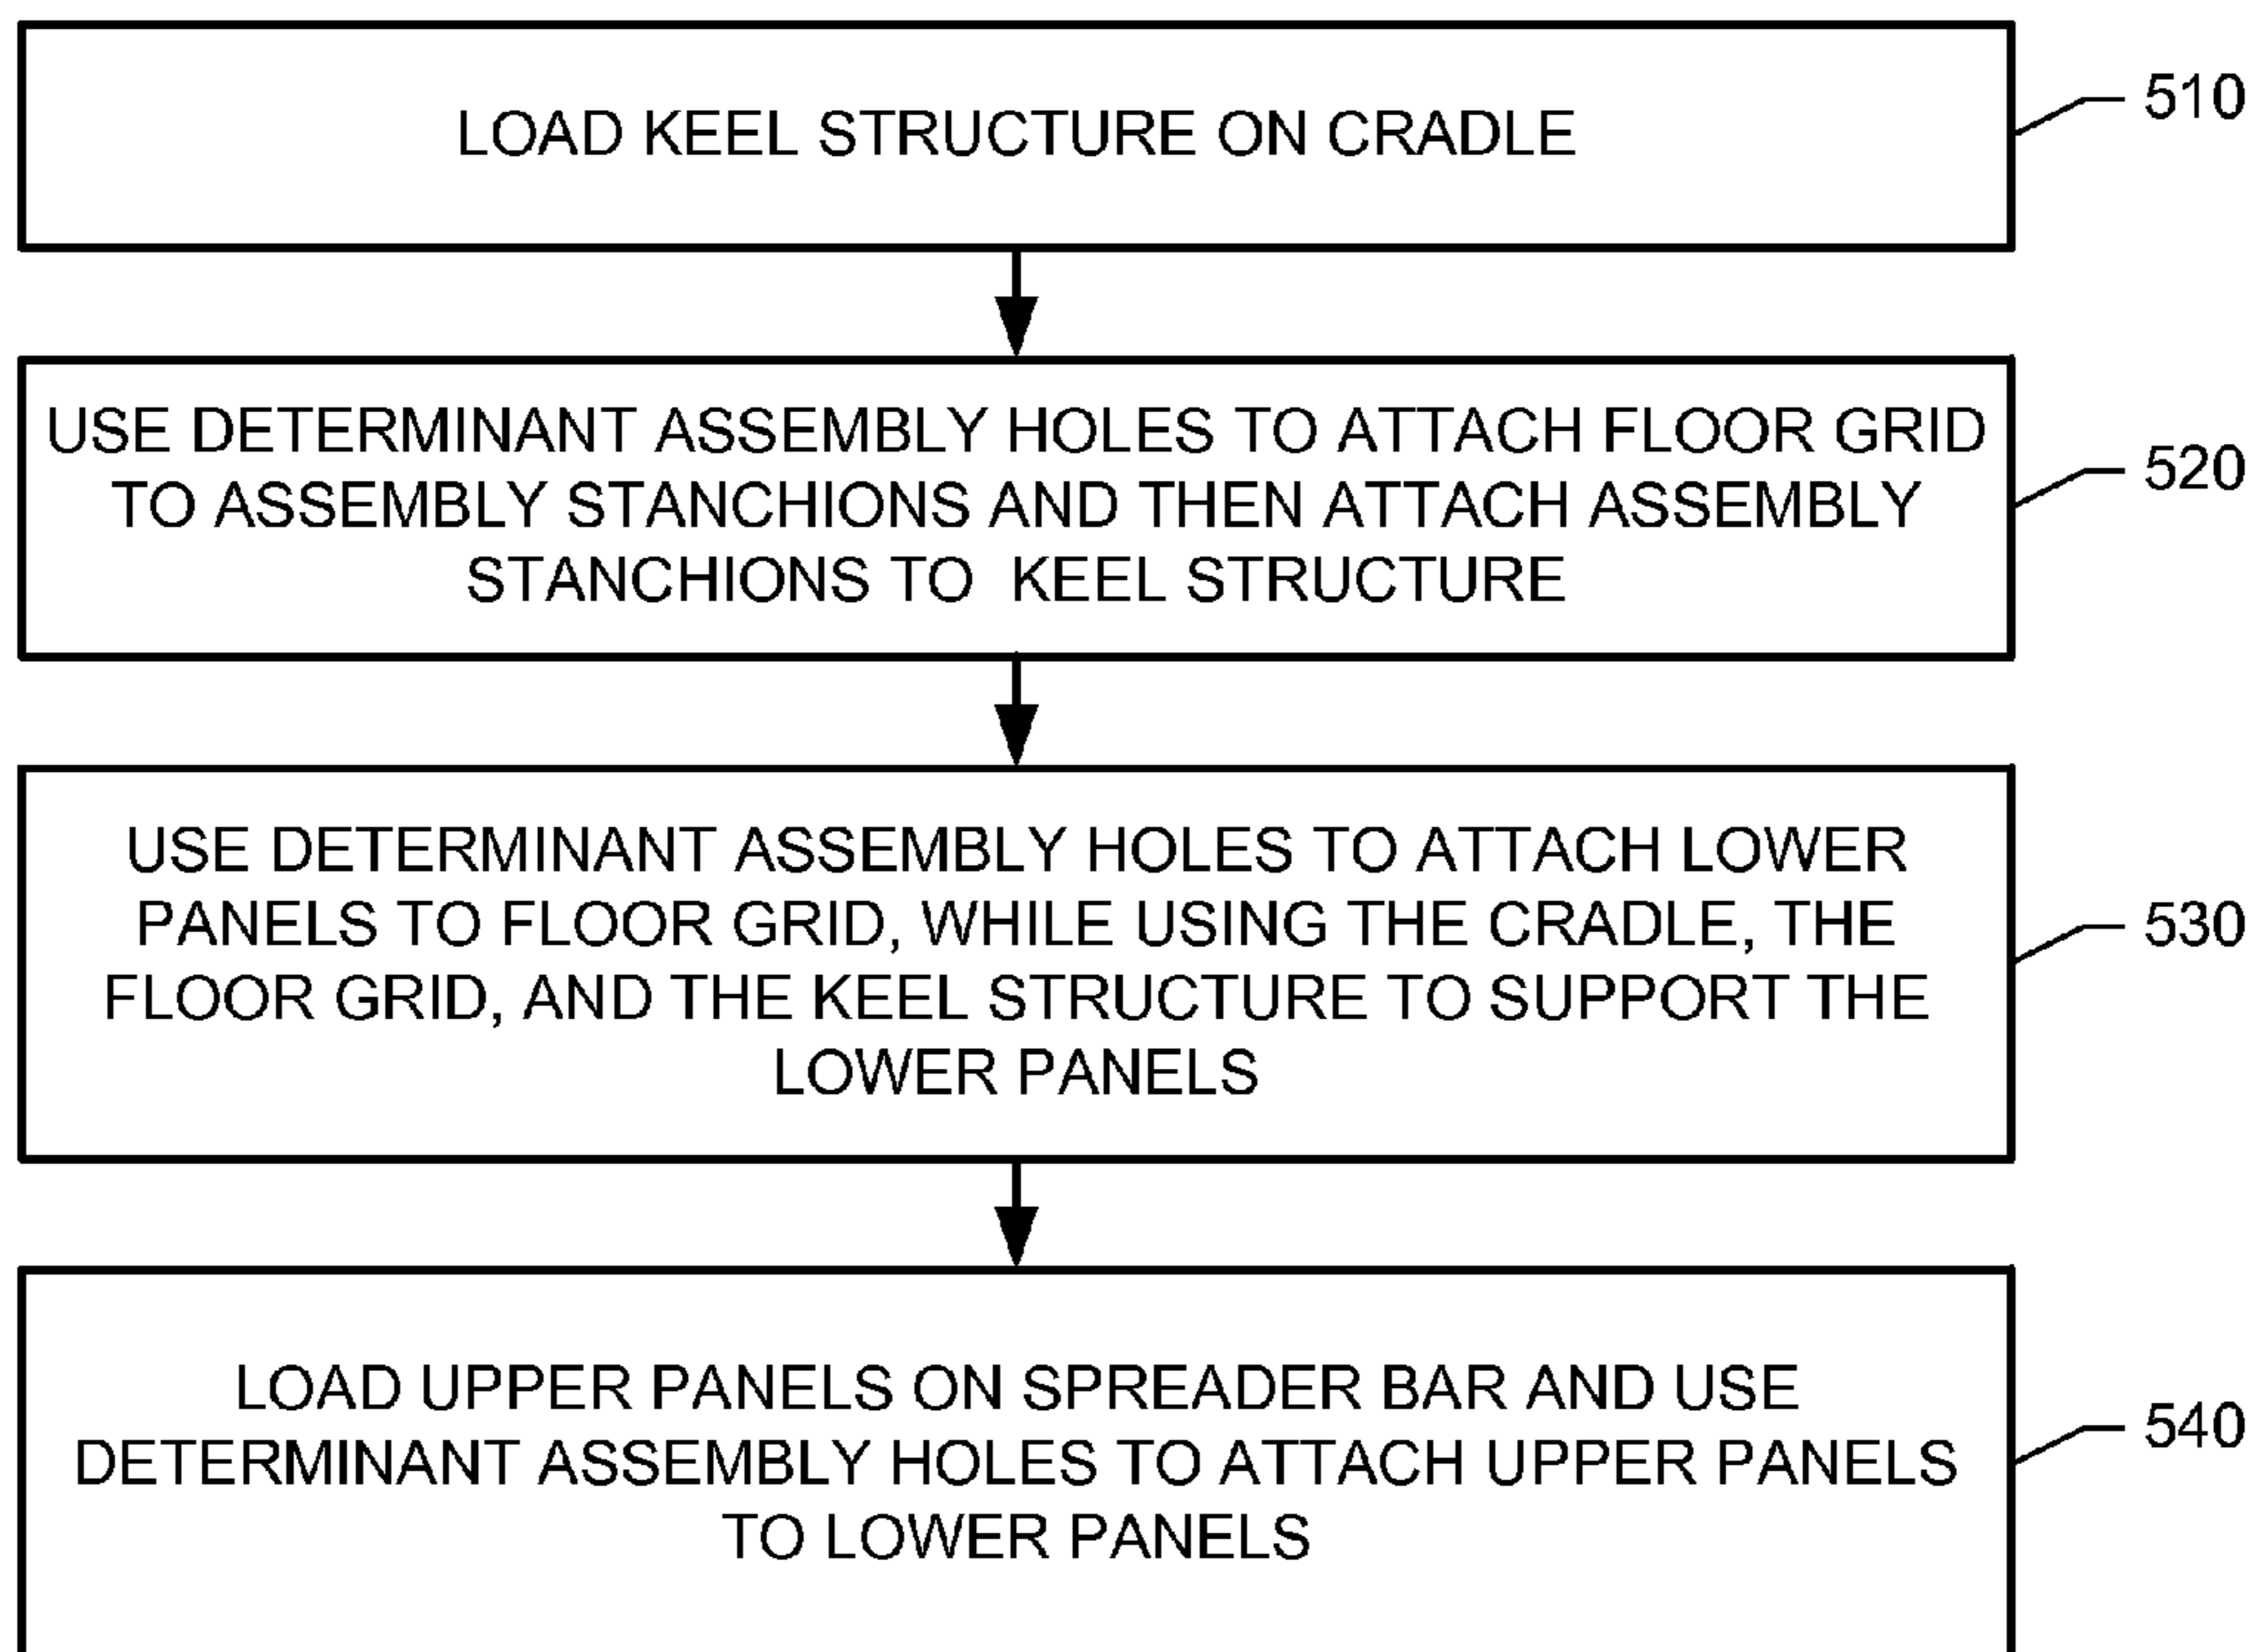 LOAD KEEL STRUCTURE ON CRADLE
510
USE DETERMINANT ASSEMBLY HOLES TO ATTACH FLOOR GRID
TO ASSEMBLY STANCHIONS AND THEN ATTACH ASSEMBLY
STANCHIONS TO KEEL STRUCTURE
520
USE DETERMINANT ASSEMBLY HOLES TO ATTACH LOWER
PANELS TO FLOOR GRID, WHILE USING THE CRADLE, THE
FLOOR GRID, AND THE KEEL STRUCTURE TO SUPPORT THE
LOWER PANELS
530
LOAD UPPER PANELS ON SPREADER BAR AND USE
DETERMINANT ASSEMBLY HOLES TO ATTACH UPPER PANELS
TO LOWER PANELS
540